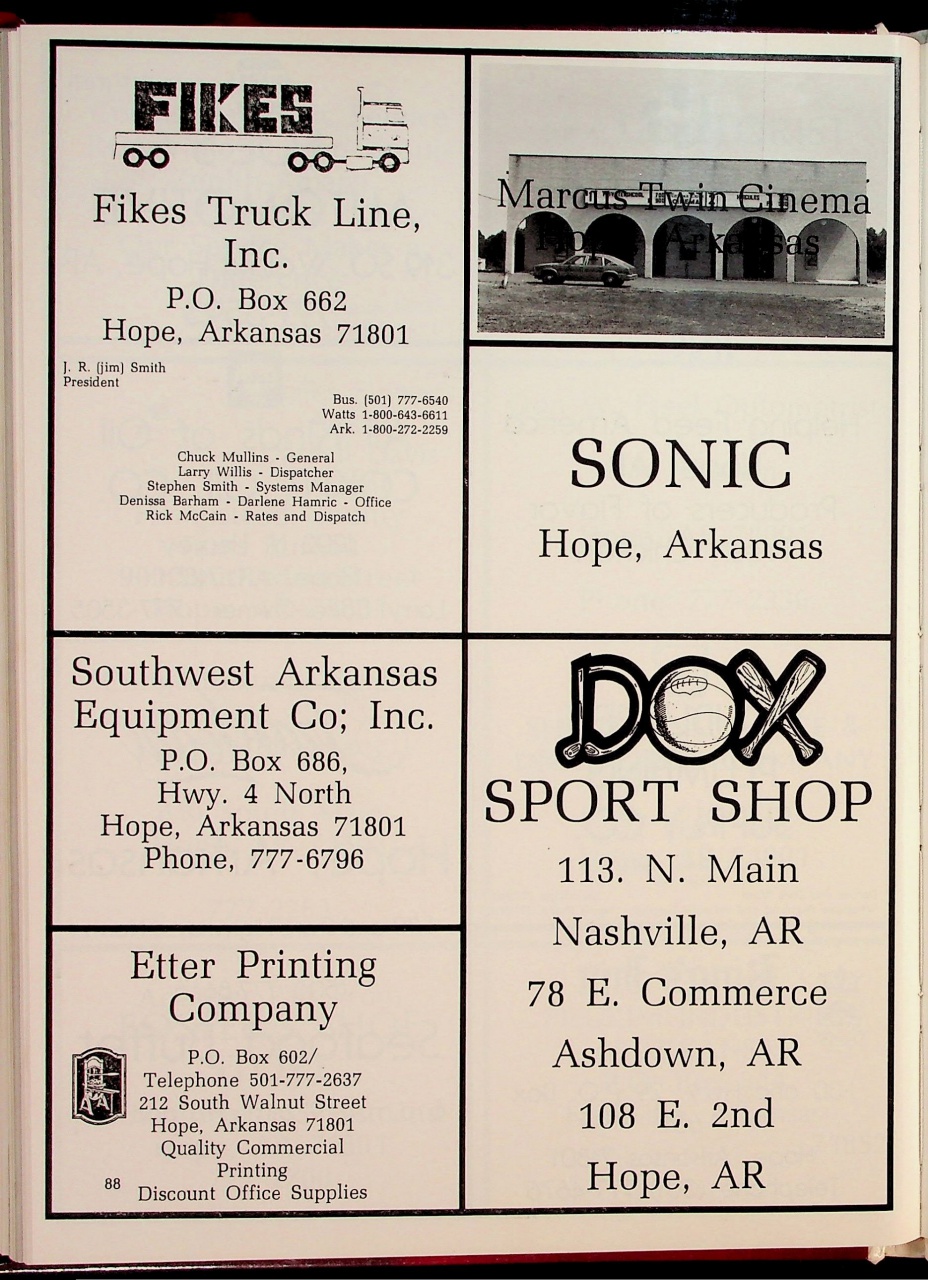 FIKES
Fikes Truck Line,
Inc.
P.O. Box 662
Hope, Arkansas 71801
J. R. (jim) Smith
President
Bus. (501) 777-6540
Watts 1-800-643-6611
Ark. 1-800-272-2259
Chuck Mullins - General
Larry Willis - Dispatcher
Stephen Smith - Systems Manager
Denissa Barham - Darlene Hamric - Office
Rick McCain - Rates and Dispatch
Marcus Twin Cinema
Hope, Arkansas
SONIC
Hope, Arkansas
Southwest Arkansas
Equipment Co; Inc.
P.O. Box 686,
Hwy. 4 North
Hope, Arkansas 71801
Phone, 777-6796
DOX
SPORT SHOP
113. N. Main
Nashville, AR
78 E. Commerce
Ashdown, AR
108 E. 2nd
Hope, AR
Etter Printing
Company
P.O. Box 602/
Telephone 501-777-2637
212 South Walnut Street
Hope, Arkansas 71801
Quality Commercial
Printing
Discount Office Supplies
88